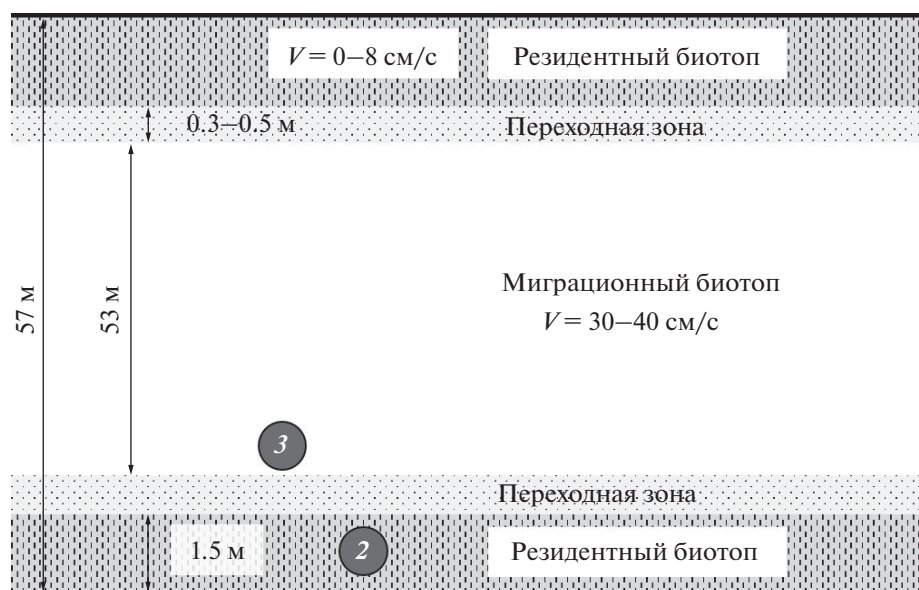 V = 0–8 см/с
Резидентный биотоп
0.3–0.5 м
Переходная зона
Миграционный биотоп
V = 30–40 см/с
57 м
53 м
3
Переходная зона
1.5 м
2
Резидентный биотоп